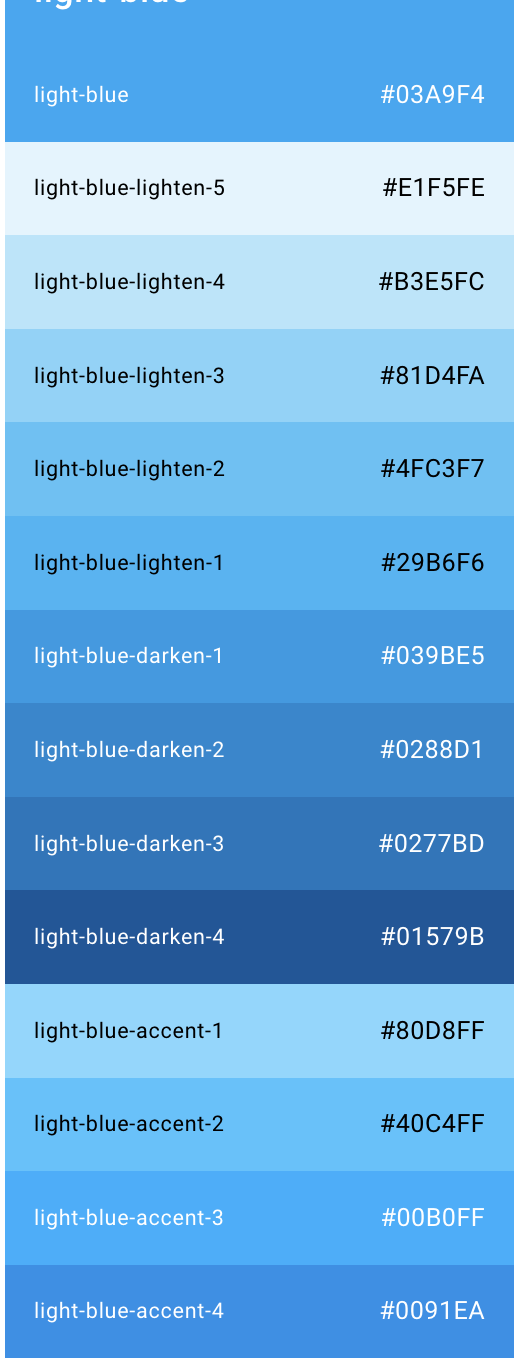 light-blue
light-blue #03A9F4
light-blue-lighten-5 #E1F5FE
light-blue-lighten-4 #B3E5FC
light-blue-lighten-3 #81D4FA
light-blue-lighten-2 #4FC3F7
light-blue-lighten-1 #29B6F6
light-blue-darken-1 #039BE5
light-blue-darken-2 #0288D1
light-blue-darken-3 #0277BD
light-blue-darken-4 #01579B
light-blue-accent-1 #80D8FF
light-blue-accent-2 #40C4FF
light-blue-accent-3 #00B0FF
light-blue-accent-4 #0091EA